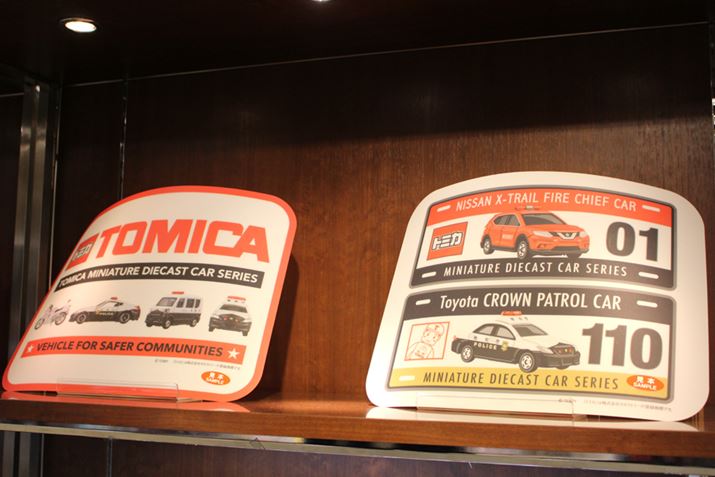 トミカ TOMICA
TOMICA MINIATURE DIECAST CAR SERIES
VEHICLE FOR SAFER COMMUNITIES
見本
SAMPLE
NISSAN X-TRAIL FIRE CHIEF CAR
トミカ
01
MINIATURE DIECAST CAR SERIES
Toyota CROWN PATROL CAR
POLICE
110
MINIATURE DIECAST CAR SERIES
見本
SAMPLE